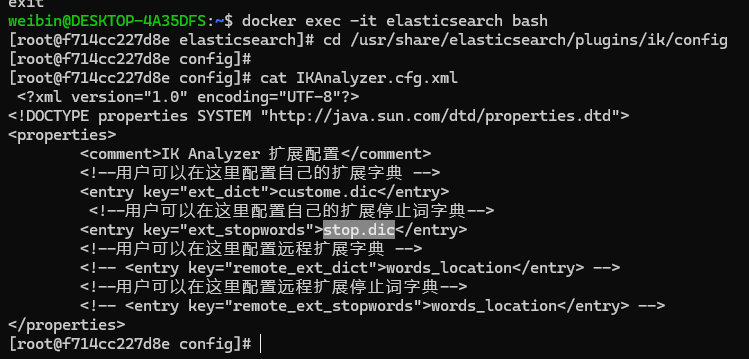 exit
weibin@DESKTOP-4A35DFS:~$ docker exec -it elasticsearch bash
[root@f714cc227d8e elasticsearch]# cd /usr/share/elasticsearch/plugins/ik/config
[root@f714cc227d8e config]#
[root@f714cc227d8e config]# cat IKAnalyzer.cfg.xml
 <?xml version="1.0" encoding="UTF-8"?>
<!DOCTYPE properties SYSTEM "http://java.sun.com/dtd/properties.dtd">
<properties>
        <comment>IK Analyzer 扩展配置</comment>
        <!--用户可以在这里配置自己的扩展字典 -->
        <entry key="ext_dict">custome.dic</entry>
         <!--用户可以在这里配置自己的扩展停止词字典-->
        <entry key="ext_stopwords">stop.dic</entry>
        <!--用户可以在这里配置远程扩展字典 -->
        <!-- <entry key="remote_ext_dict">words_location</entry> -->
        <!--用户可以在这里配置远程扩展停止词字典-->
        <!-- <entry key="remote_ext_stopwords">words_location</entry> -->
</properties>
[root@f714cc227d8e config]#